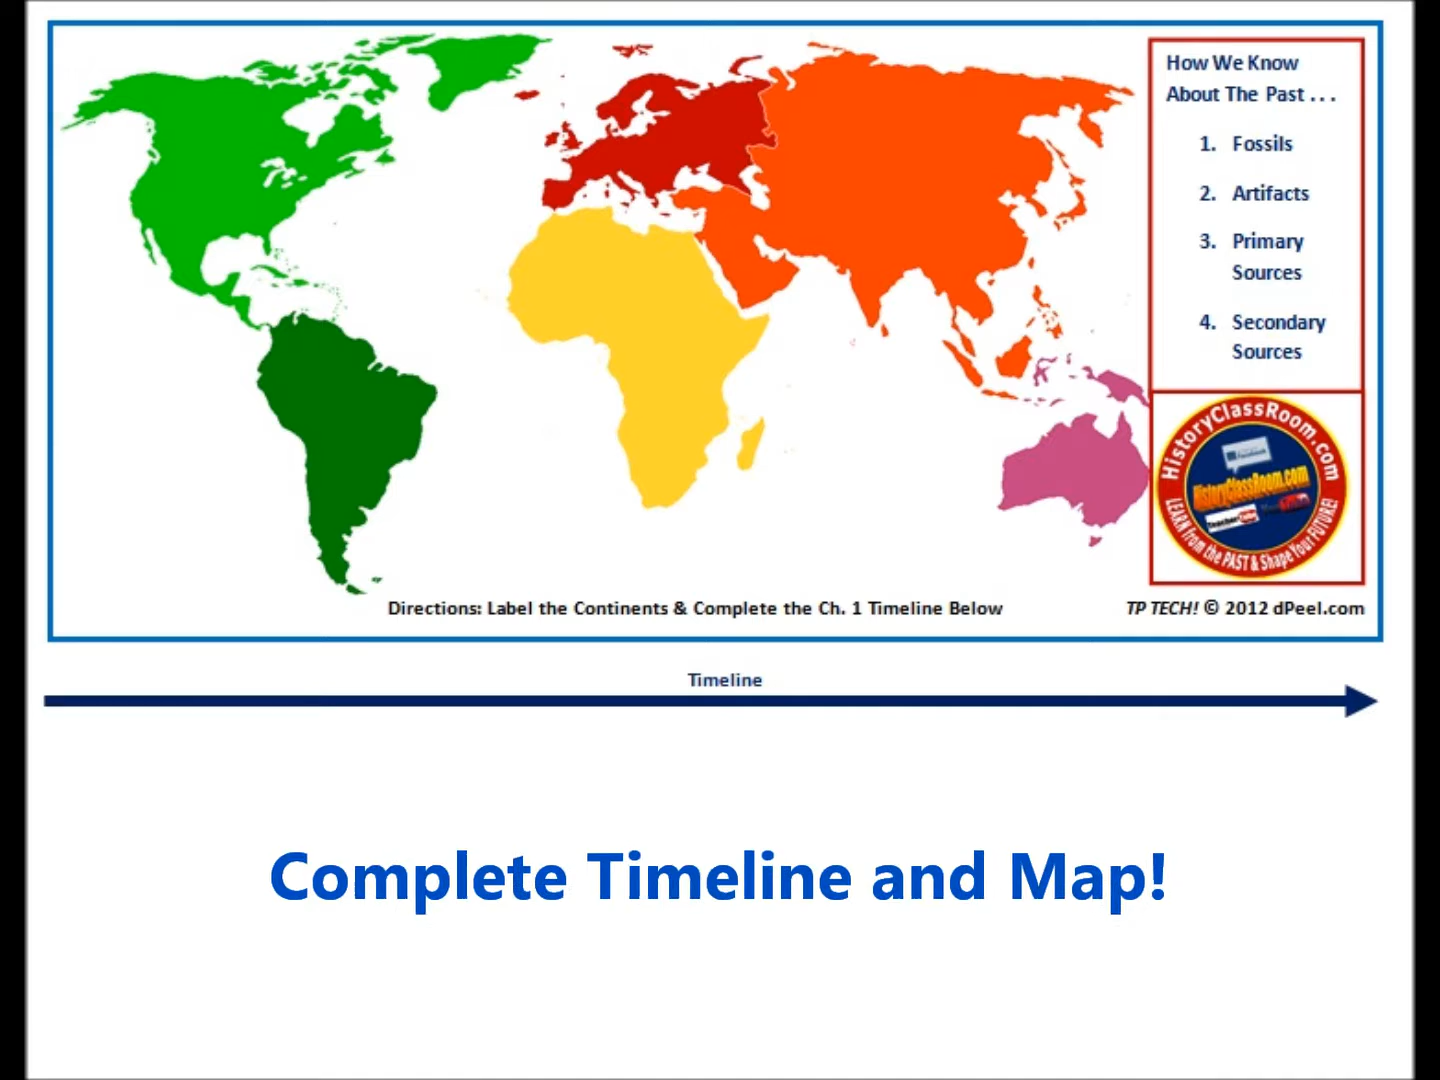 How We Know
About The Past . . .
1. Fossils
2. Artifacts
3. Primary
Sources
4. Secondary
Sources
HistoryClassRoom.com
HistoryClassRoom.com
LEARN from the PAST & Shape Your FUTURE!
Directions: Label the Continents & Complete the Ch. 1 Timeline Below
TP TECH! © 2012 dPeel.com
Timeline
Complete Timeline and Map!